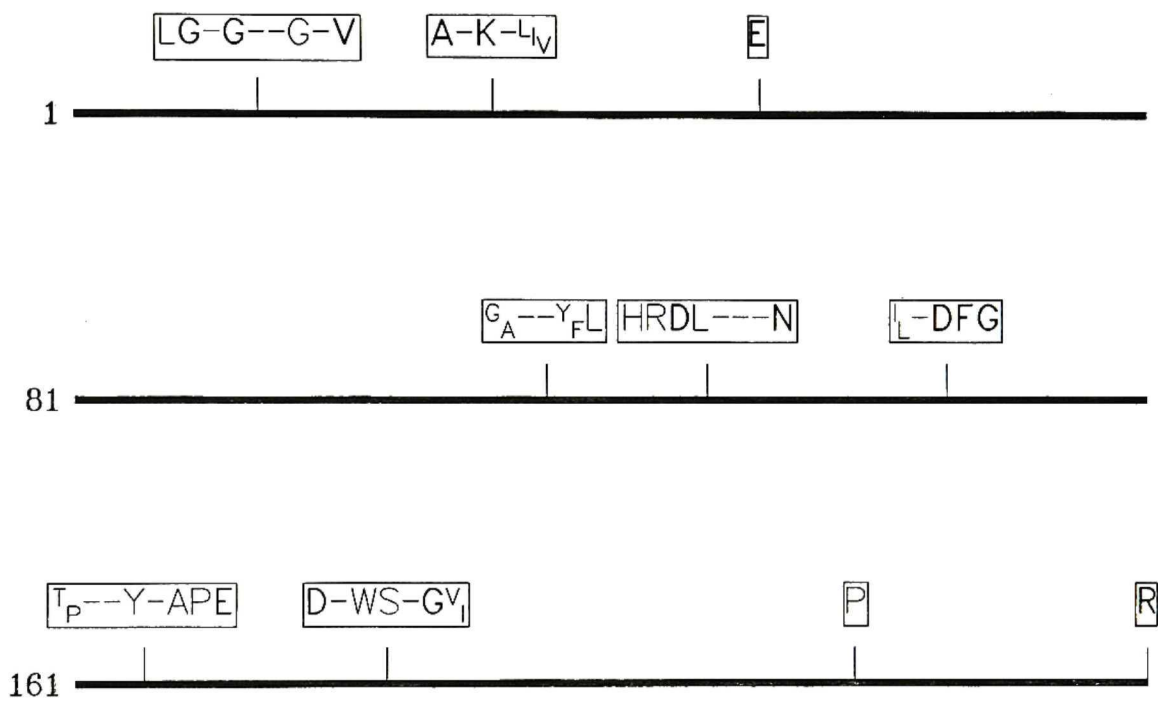 LG-G--G-V A-K-LIV E
1
GA---YFL HRDL---N IL-DFG
81
TP--Y-APE D-WS-GVI P R
161